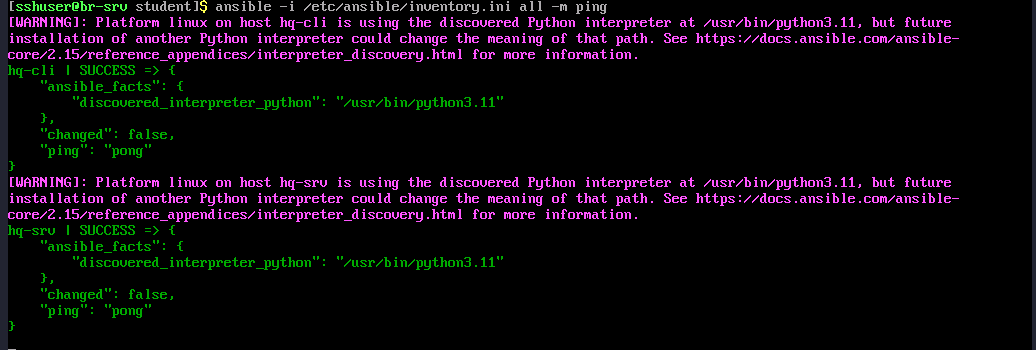 [sshuser@br-srv student]$ ansible -i /etc/ansible/inventory.ini all -m ping
[WARNING]: Platform linux on host hq-cli is using the discovered Python interpreter at /usr/bin/python3.11, but future
installation of another Python interpreter could change the meaning of that path. See https://docs.ansible.com/ansible-
core/2.15/reference_appendices/interpreter_discovery.html for more information.
hq-cli | SUCCESS => {
    "ansible_facts": {
        "discovered_interpreter_python": "/usr/bin/python3.11"
    },
    "changed": false,
    "ping": "pong"
}
[WARNING]: Platform linux on host hq-srv is using the discovered Python interpreter at /usr/bin/python3.11, but future
installation of another Python interpreter could change the meaning of that path. See https://docs.ansible.com/ansible-
core/2.15/reference_appendices/interpreter_discovery.html for more information.
hq-srv | SUCCESS => {
    "ansible_facts": {
        "discovered_interpreter_python": "/usr/bin/python3.11"
    },
    "changed": false,
    "ping": "pong"
}